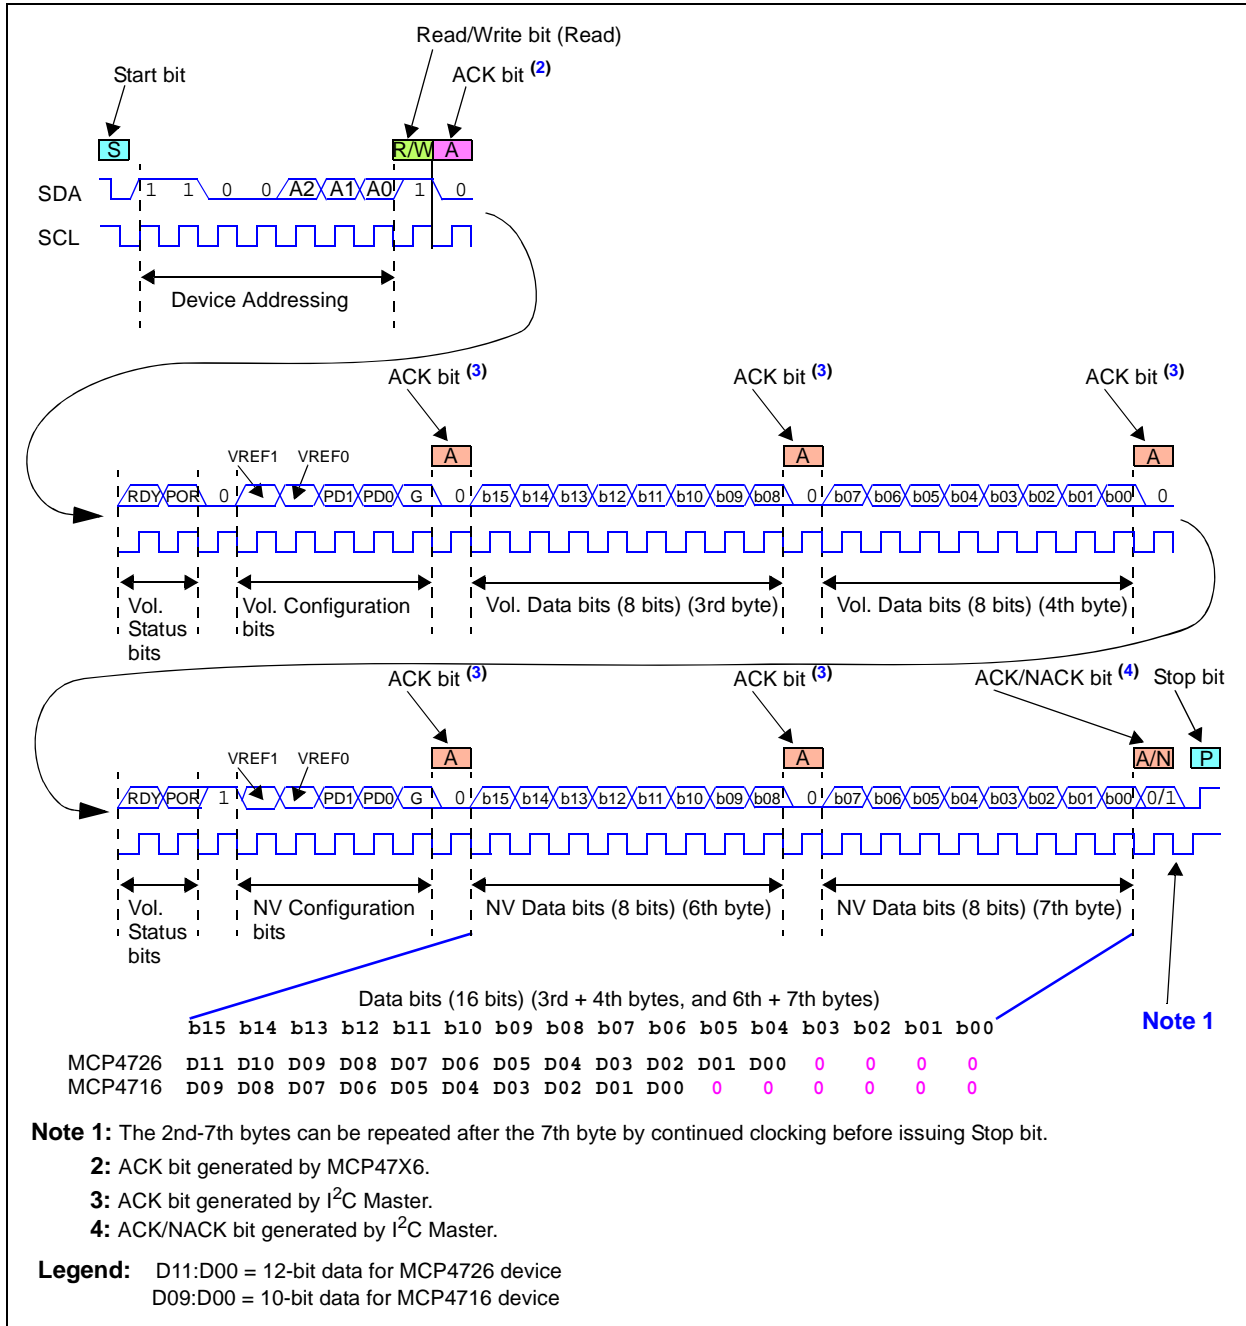 Read/Write bit (Read)
Start bit
ACK bit (2)
S
R/W A
SDA 1 1 0 0 A2 A1 A0 1 0
SCL
Device Addressing
ACK bit (3) ACK bit (3) ACK bit (3)
A A A
VREF1 VREF0
RDY POR 0 PD1 PD0 G 0 b15 b14 b13 b12 b11 b10 b09 b08 0 b07 b06 b05 b04 b03 b02 b01 b00 0
Vol. Status bits
Vol. Configuration bits
Vol. Data bits (8 bits) (3rd byte)
Vol. Data bits (8 bits) (4th byte)
ACK bit (3) ACK bit (3) ACK/NACK bit (4) Stop bit
A A A/N P
VREF1 VREF0
RDY POR 1 PD1 PD0 G 0 b15 b14 b13 b12 b11 b10 b09 b08 0 b07 b06 b05 b04 b03 b02 b01 b00 0/1
Vol. Status bits
NV Configuration bits
NV Data bits (8 bits) (6th byte)
NV Data bits (8 bits) (7th byte)
Data bits (16 bits) (3rd + 4th bytes, and 6th + 7th bytes)
Note 1
b15 b14 b13 b12 b11 b10 b09 b08 b07 b06 b05 b04 b03 b02 b01 b00
MCP4726 D11 D10 D09 D08 D07 D06 D05 D04 D03 D02 D01 D00 0 0 0 0
MCP4716 D09 D08 D07 D06 D05 D04 D03 D02 D01 D00 0 0 0 0 0 0
Note 1: The 2nd-7th bytes can be repeated after the 7th byte by continued clocking before issuing Stop bit.
2: ACK bit generated by MCP47X6.
3: ACK bit generated by I2C Master.
4: ACK/NACK bit generated by I2C Master.
Legend: D11:D00 = 12-bit data for MCP4726 device
D09:D00 = 10-bit data for MCP4716 device